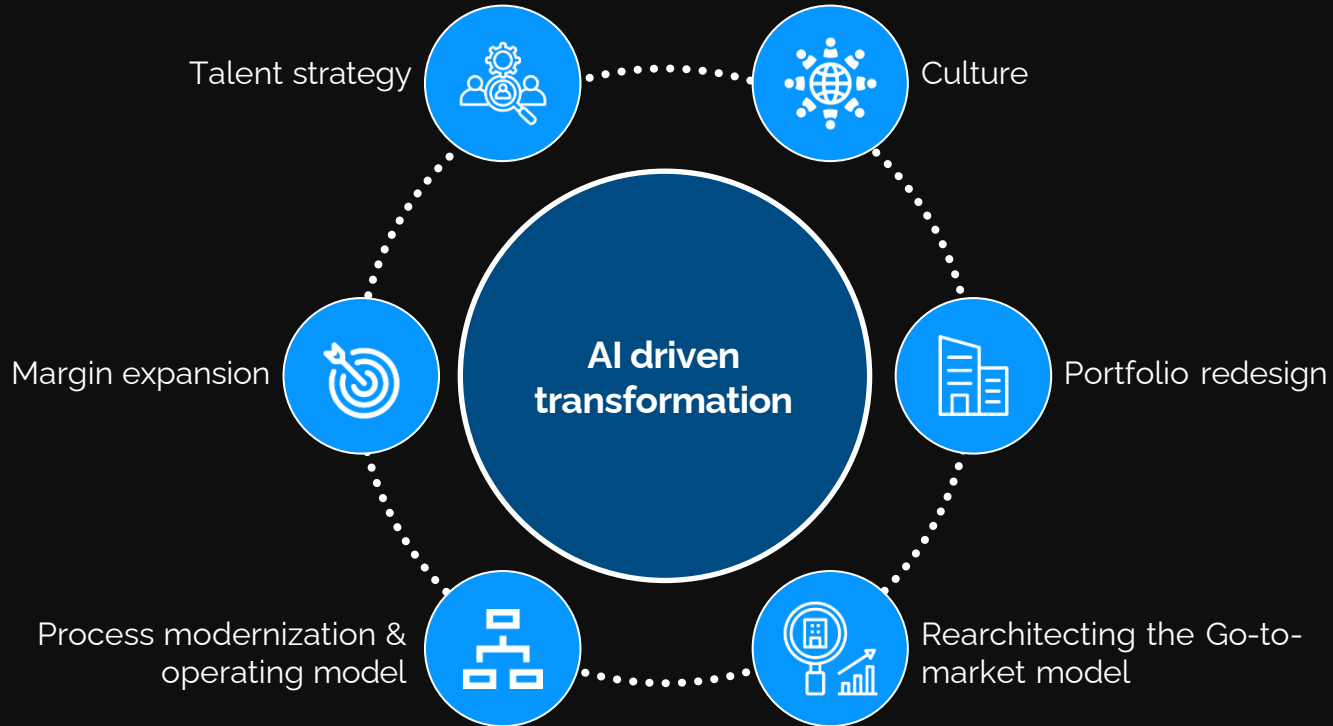 Talent strategy
Culture
Margin expansion
AI driven
transformation
Portfolio redesign
Process modernization &
operating model
Rearchitecting the Go-to-
market model